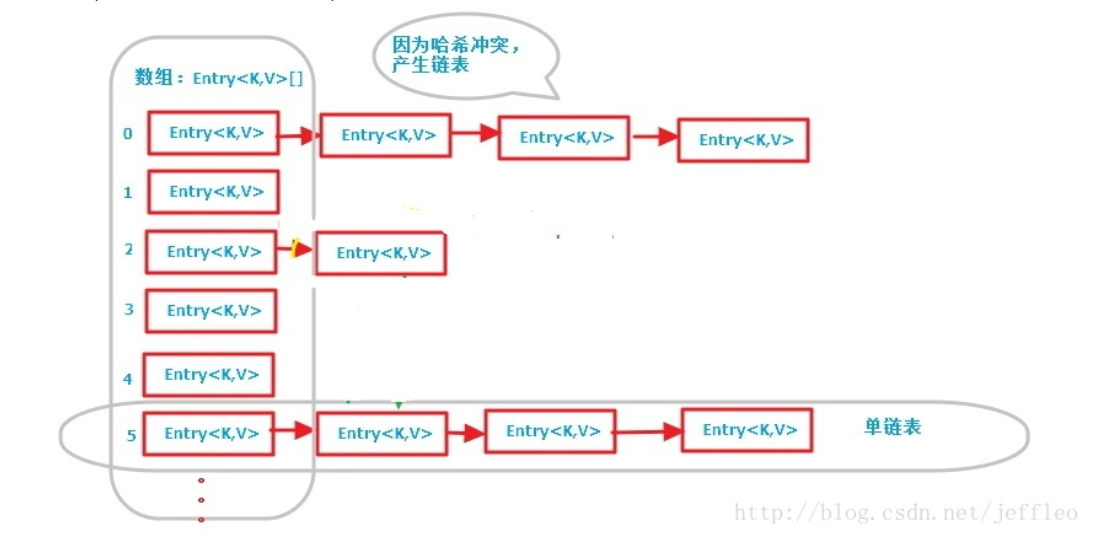 因为哈希冲突，
产生链表
数组：Entry<K,V>[]
0 Entry<K,V> Entry<K,V> Entry<K,V> Entry<K,V>
1 Entry<K,V>
2 Entry<K,V> Entry<K,V>
3 Entry<K,V>
4 Entry<K,V>
5 Entry<K,V> Entry<K,V> Entry<K,V> Entry<K,V> 单链表
http://blog.csdn.net/jeffleo